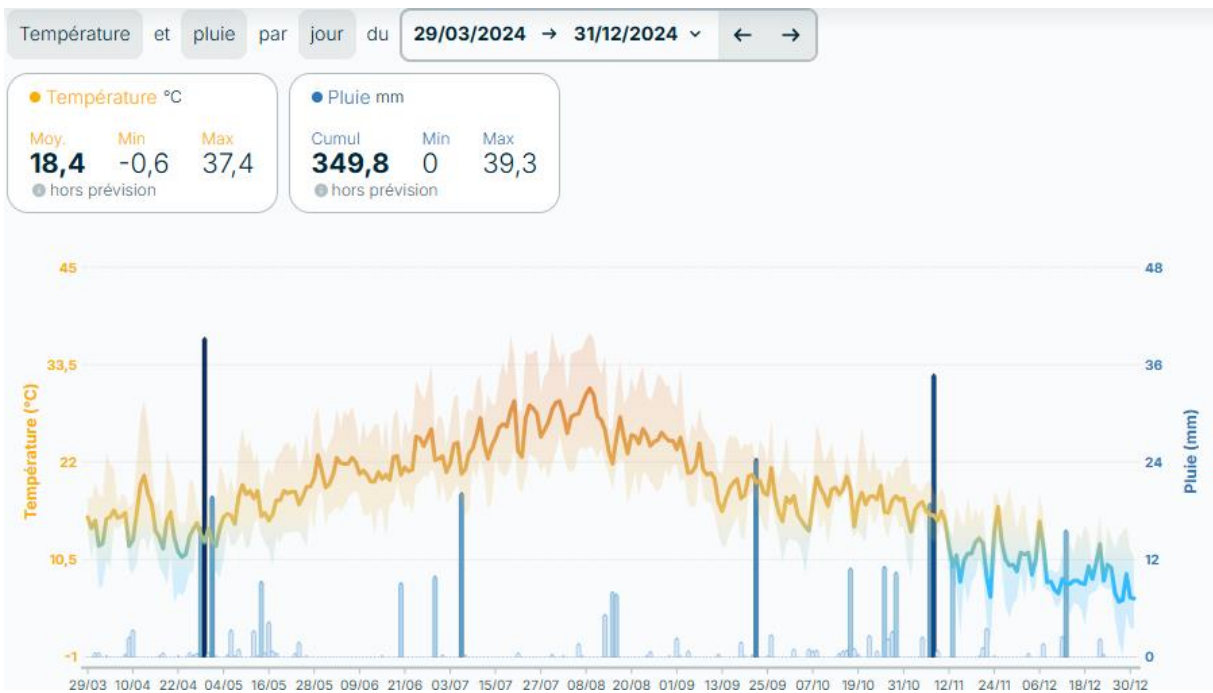 Température et pluie par jour du 29/03/2024 → 31/12/2024 ← →
Température °C
Moy. Min Max
18,4 -0,6 37,4
hors prévision
Pluie mm
Cumul Min Max
349,8 0 39,3
hors prévision
45
33,5
22
10,5
-1
Température (°C)
48
36
24
12
0
Pluie (mm)
29/03 10/04 22/04 04/05 16/05 28/05 09/06 21/06 03/07 15/07 27/07 08/08 20/08 01/09 13/09 25/09 07/10 19/10 31/10 12/11 24/11 06/12 18/12 30/12